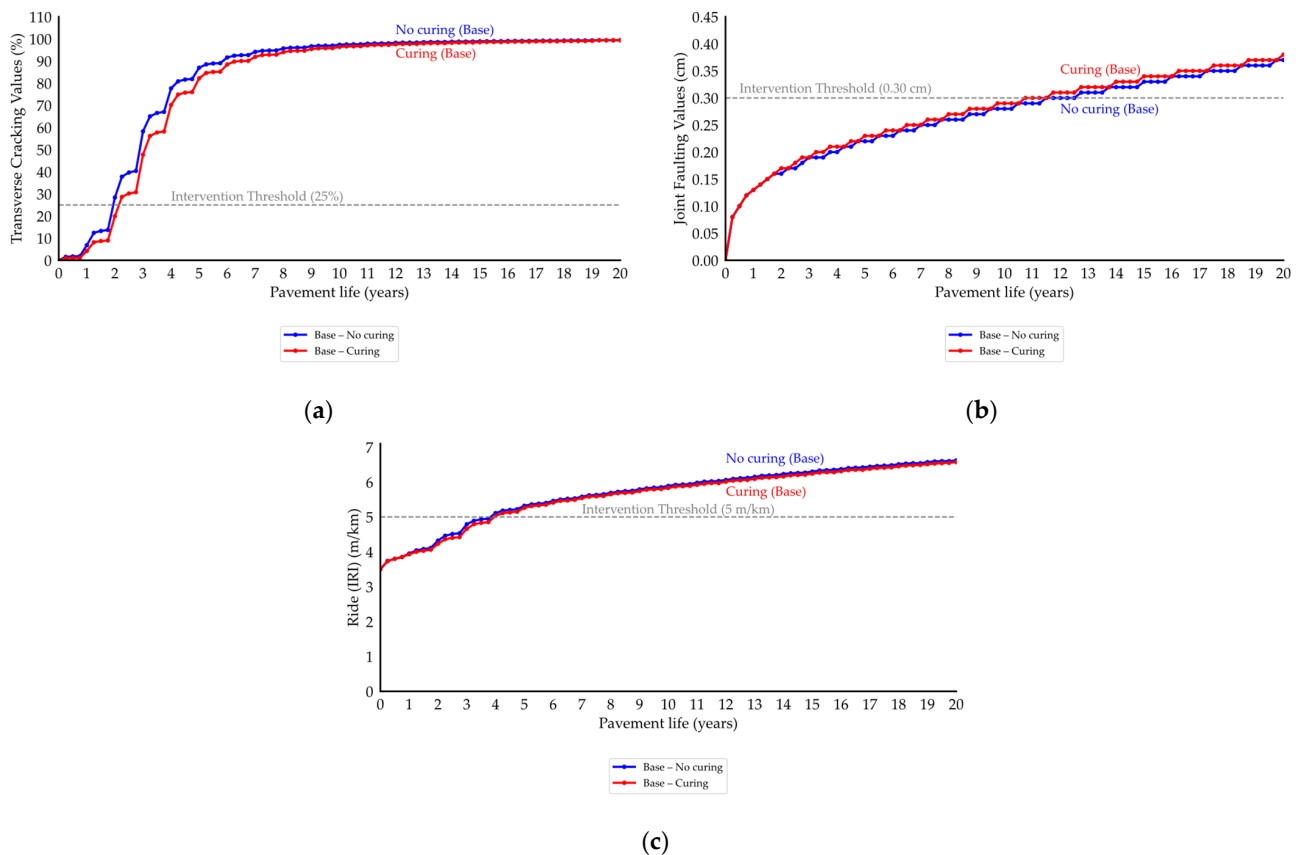 110
100
90
80
70
60
50
40
30
20
10
0
Transverse Cracking Values (%)
No curing (Base)
Curing (Base)
Intervention Threshold (25%)
0 1 2 3 4 5 6 7 8 9 10 11 12 13 14 15 16 17 18 19 20
Pavement life (years)
Base – No curing
Base – Curing
(a)
0.45
0.40
0.35
0.30
0.25
0.20
0.15
0.10
0.05
0.00
Joint Faulting Values (cm)
Curing (Base)
Intervention Threshold (0.30 cm)
No curing (Base)
0 1 2 3 4 5 6 7 8 9 10 11 12 13 14 15 16 17 18 19 20
Pavement life (years)
Base – No curing
Base – Curing
(b)
7
6
5
4
3
2
1
0
Ride (IRI) (m/km)
No curing (Base)
Curing (Base)
Intervention Threshold (5 m/km)
0 1 2 3 4 5 6 7 8 9 10 11 12 13 14 15 16 17 18 19 20
Pavement life (years)
Base – No curing
Base – Curing
(c)